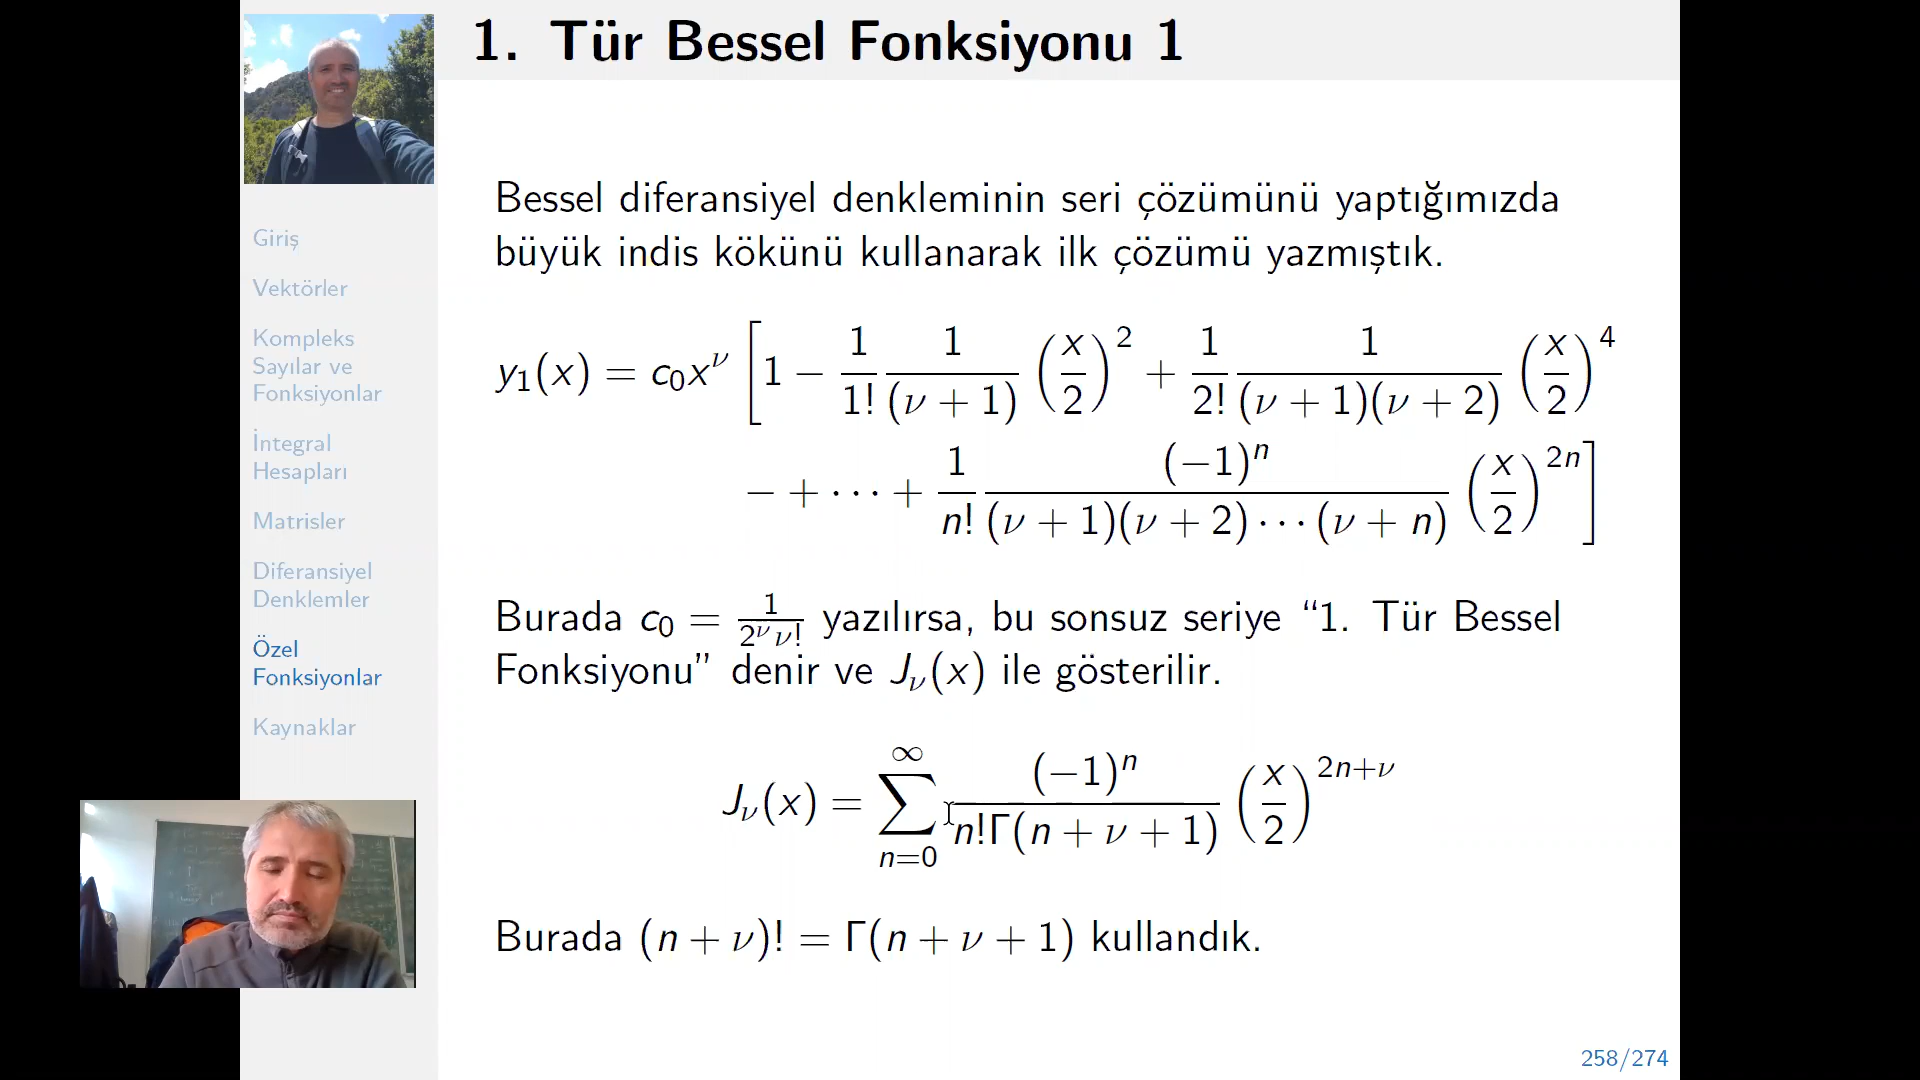 1. Tür Bessel Fonksiyonu 1
Giriş
Vektörler
Kompleks
Sayılar ve
Fonksiyonlar
İntegral
Hesapları
Matrisler
Diferansiyel
Denklemler
Özel
Fonksiyonlar
Kaynaklar
Bessel diferansiyel denkleminin seri çözümünü yaptığımızda
büyük indis kökünü kullanarak ilk çözümü yazmıştık.
y₁(x) = c₀x^ν [1 − 1/1! 1/(ν + 1) (x/2)² + 1/2! 1/((ν + 1)(ν + 2)) (x/2)⁴
− + ··· + 1/n! (−1)ⁿ/((ν + 1)(ν + 2)···(ν + n)) (x/2)²ⁿ]
Burada c₀ = 1/(2^ν ν!) yazılırsa, bu sonsuz seriye “1. Tür Bessel
Fonksiyonu” denir ve J_ν(x) ile gösterilir.
J_ν(x) = ∑_{n=0}^{∞} (−1)ⁿ/(n!Γ(n + ν + 1)) (x/2)^{2n+ν}
Burada (n + ν)! = Γ(n + ν + 1) kullandık.
258/274